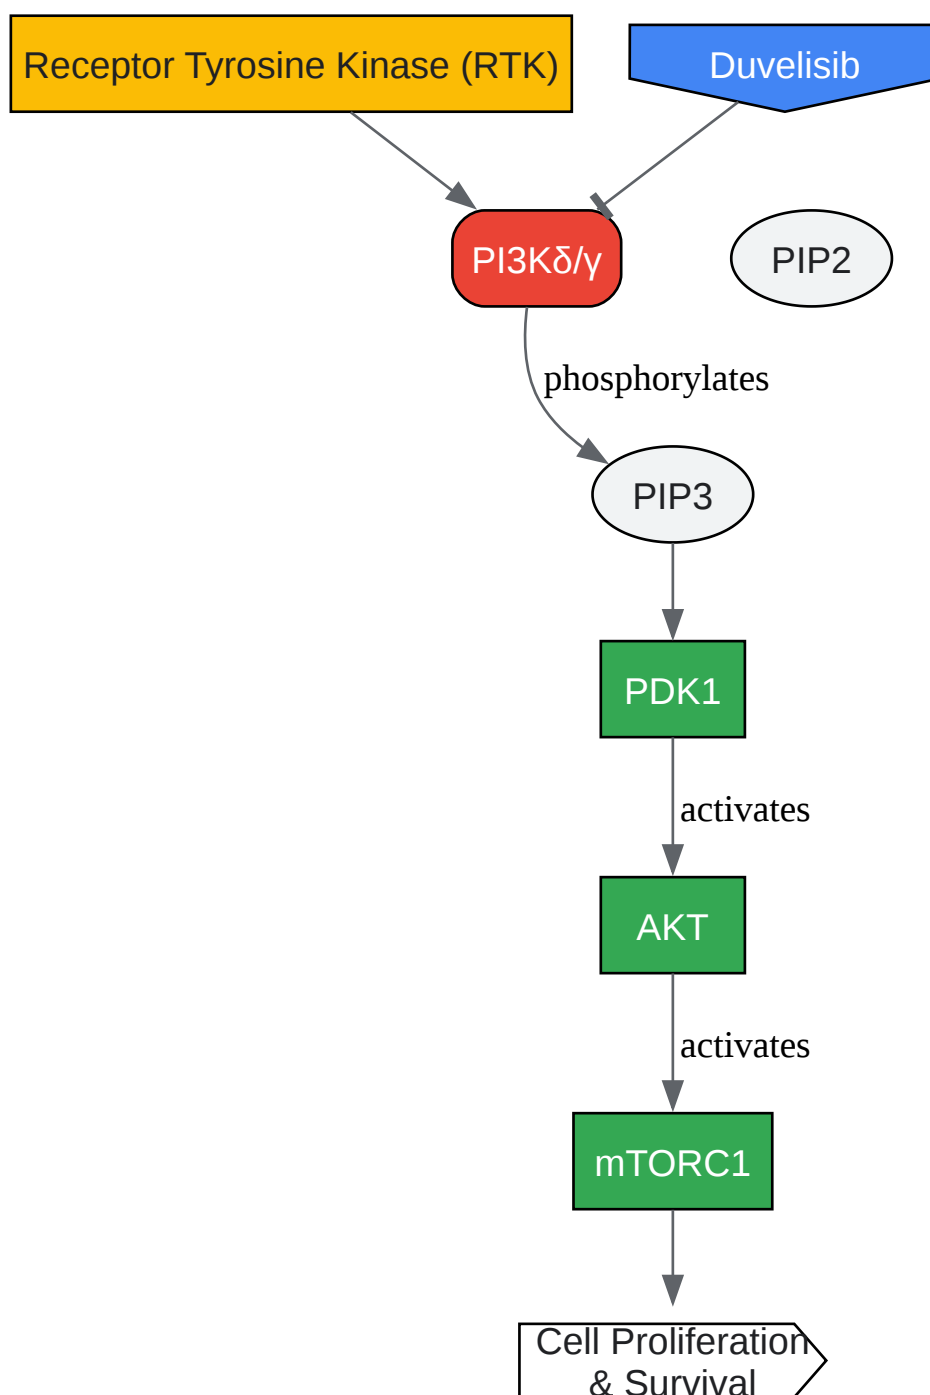 Receptor Tyrosine Kinase (RTK)
Duvelisib
PI3Kδ/γ
PIP2
phosphorylates
PIP3
PDK1
activates
AKT
activates
mTORC1
Cell Proliferation
& Survival